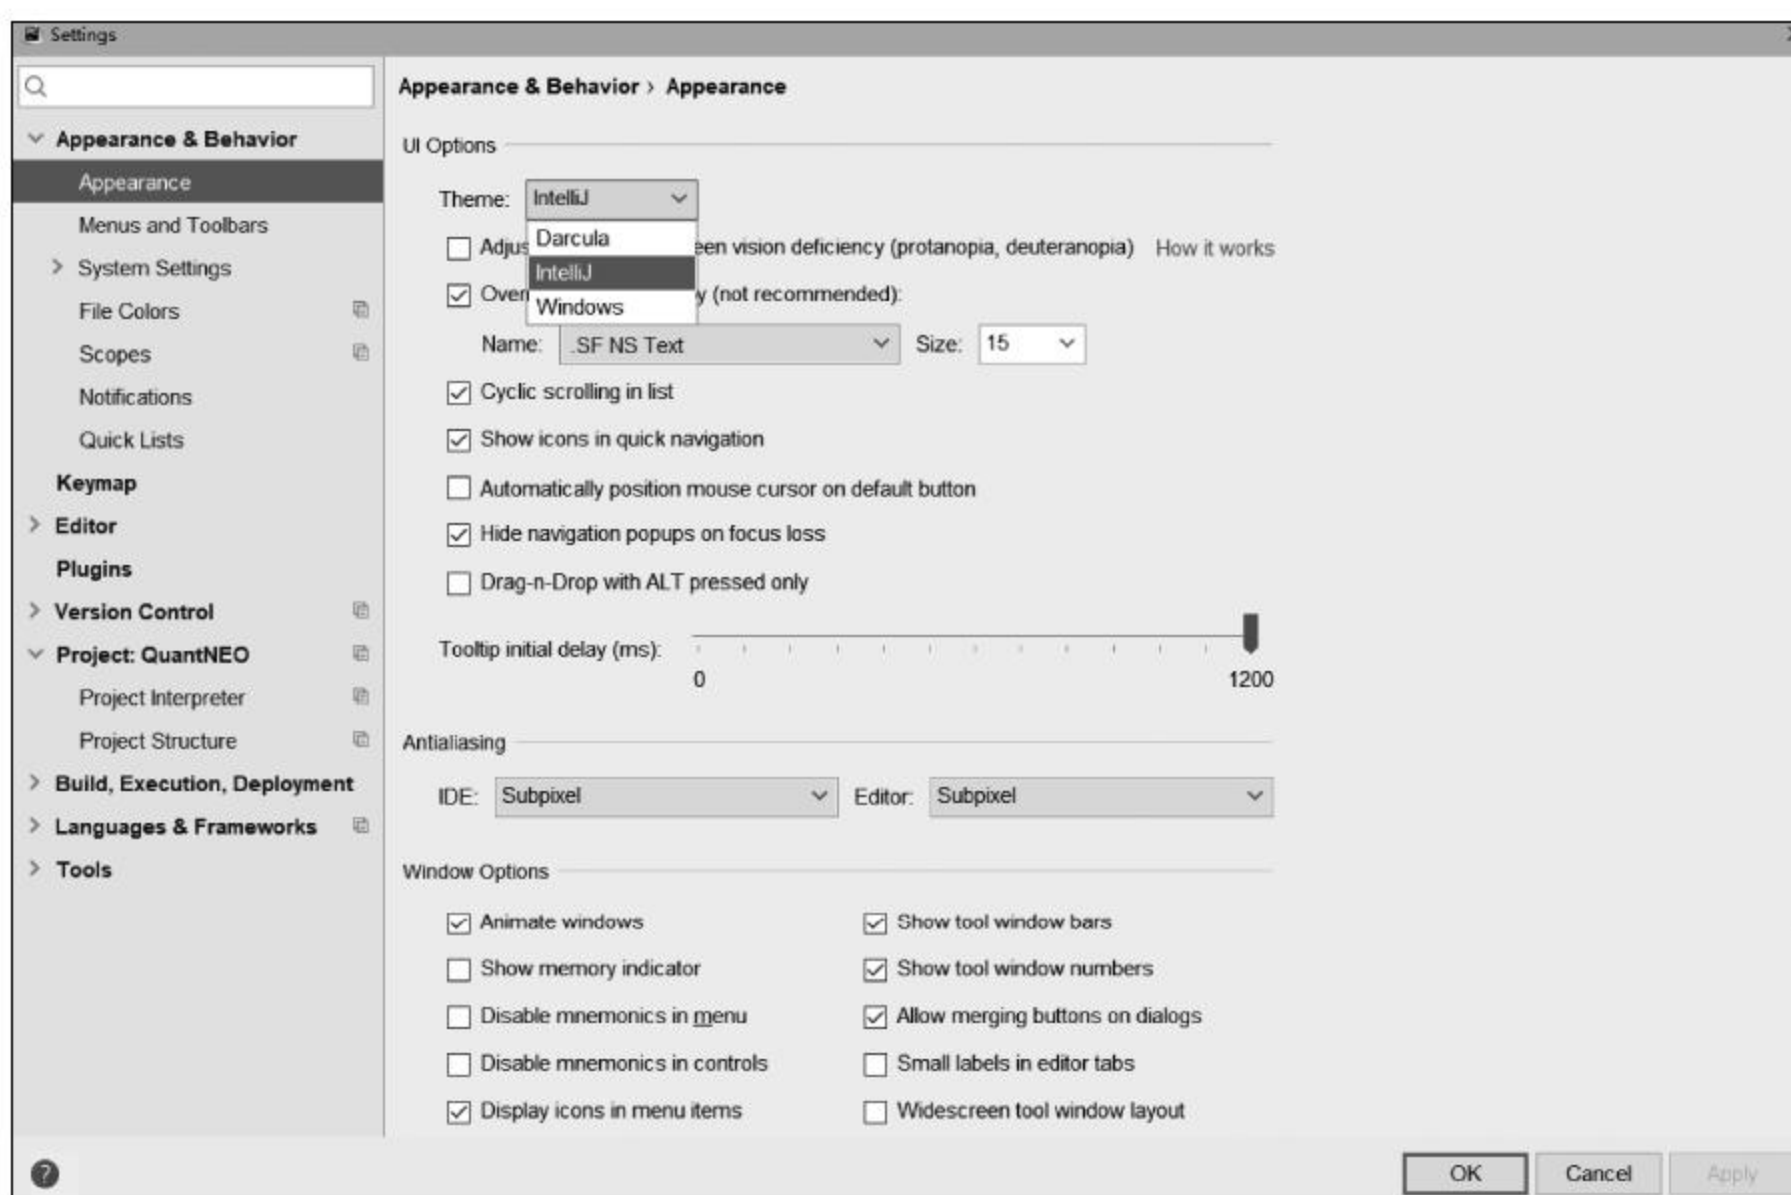 Settings
Appearance & Behavior
Appearance
Menus and Toolbars
System Settings
File Colors
Scopes
Notifications
Quick Lists
Keymap
Editor
Plugins
Version Control
Project: QuantNEO
Project Interpreter
Project Structure
Build, Execution, Deployment
Languages & Frameworks
Tools
Appearance & Behavior › Appearance
UI Options
Theme: IntelliJ
Darcula
IntelliJ
Windows
een vision deficiency (protanopia, deuteranopia) How it works
(not recommended):
Name: .SF NS Text Size: 15
Cyclic scrolling in list
Show icons in quick navigation
Automatically position mouse cursor on default button
Hide navigation popups on focus loss
Drag-n-Drop with ALT pressed only
Tooltip initial delay (ms):
0 1200
Antialiasing
IDE: Subpixel Editor: Subpixel
Window Options
Animate windows Show tool window bars
Show memory indicator Show tool window numbers
Disable mnemonics in menu Allow merging buttons on dialogs
Disable mnemonics in controls Small labels in editor tabs
Display icons in menu items Widescreen tool window layout
? OK Cancel Apply